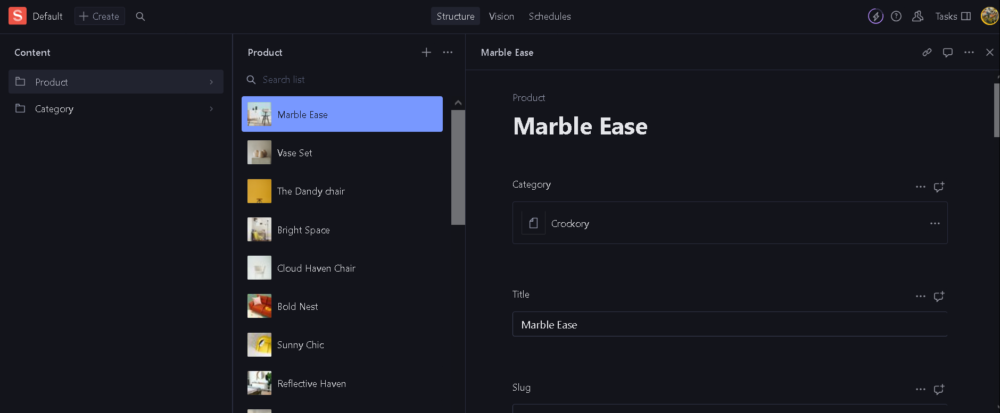 S Default
Create
Structure
Vision
Schedules
Tasks
Content
Product
Category
Product
Search list
Marble Ease
Vase Set
The Dandy chair
Bright Space
Cloud Haven Chair
Bold Nest
Sunny Chic
Reflective Haven
Marble Ease
Product
Marble Ease
Category
Crockory
Title
Marble Ease
Slug